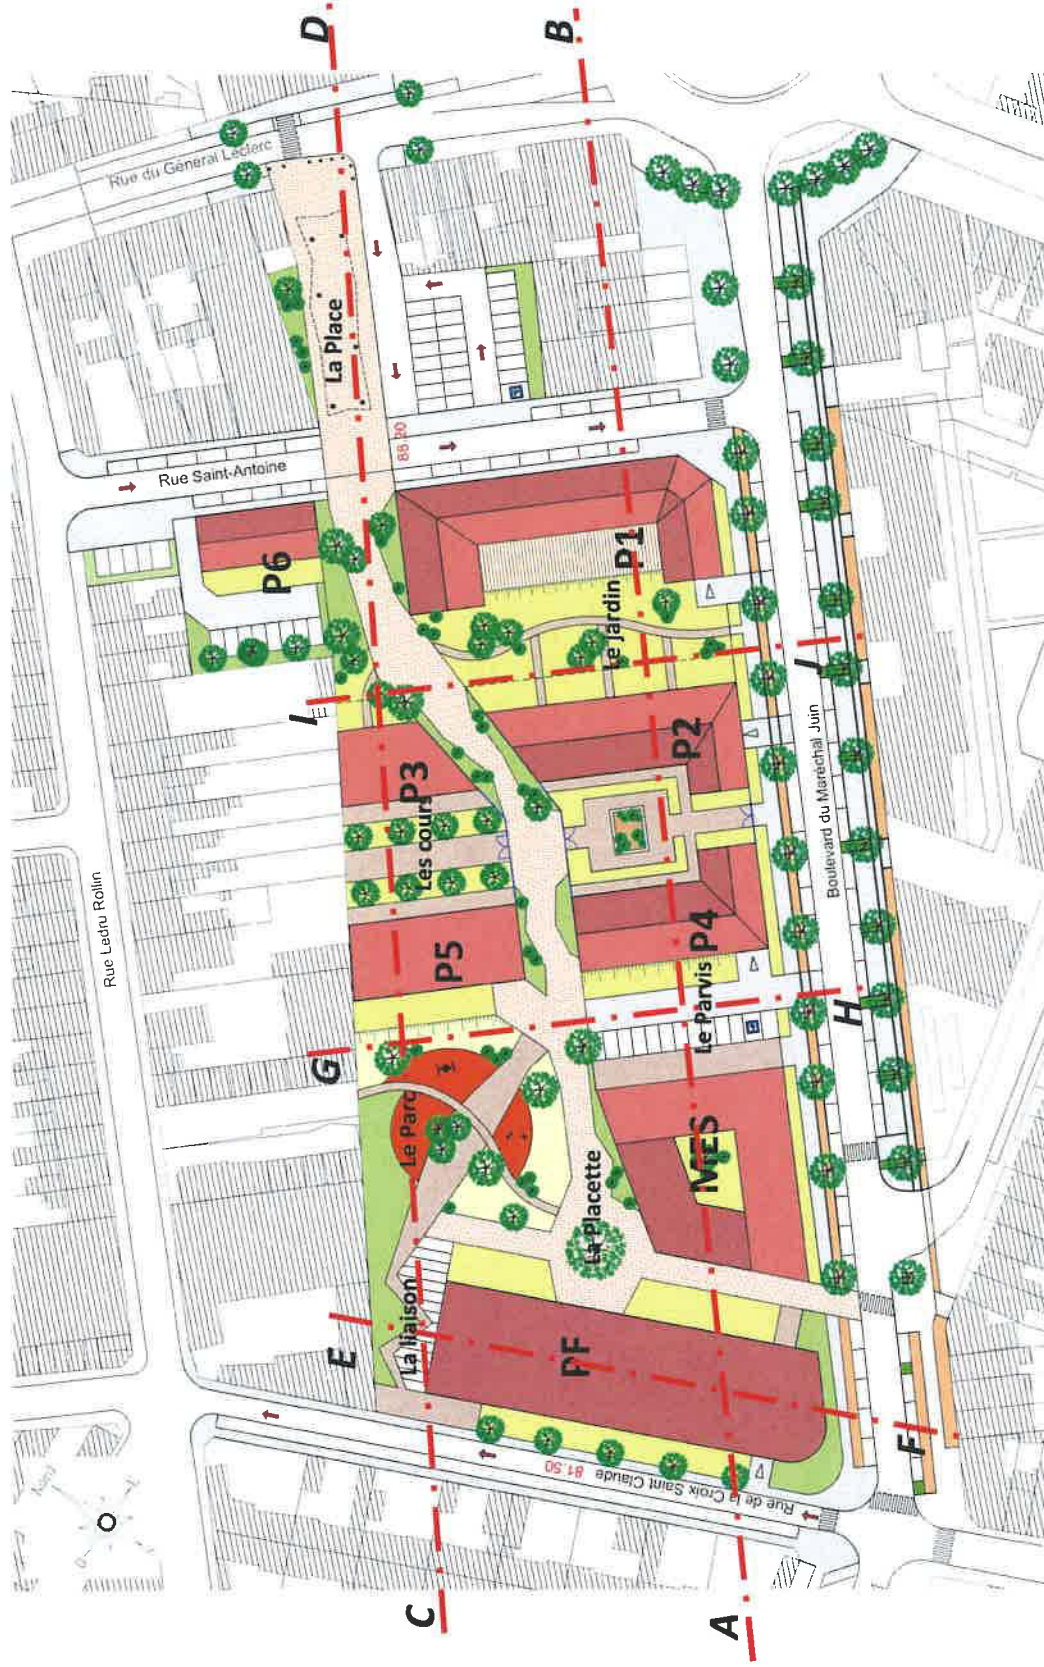 D
B
Rue du Général Leclerc
La Place
Rue Saint-Antoine
88.20
P6
P1
Le Jardin
I
J
P2
P3
Les cours
Boulevard du Maréchal Juin
Rue Ledru Rollin
P5
P4
Le Parvis
G
H
Le Parc
MES
La Placette
E
La liaison
PF
F
Rue de la Croix Saint Claude
81.50
C
A